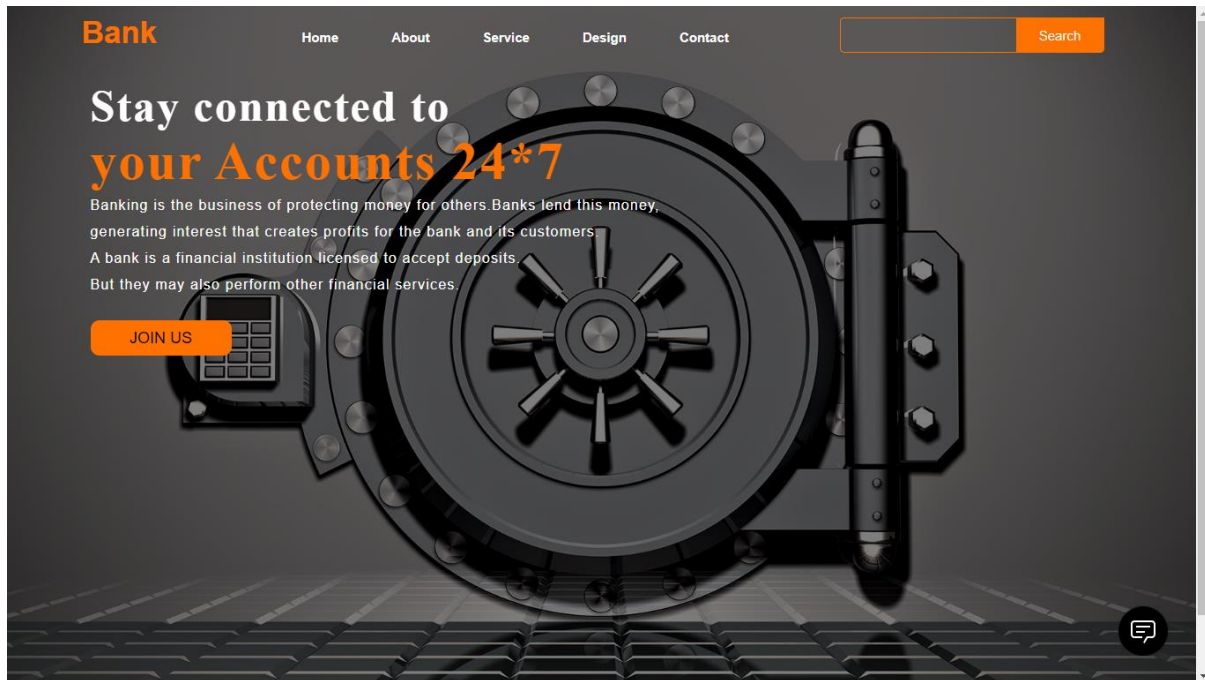 Bank
Home About Service Design Contact
Search
Stay connected to
your Accounts 24*7
Banking is the business of protecting money for others.Banks lend this money,
generating interest that creates profits for the bank and its customers.
A bank is a financial institution licensed to accept deposits.
But they may also perform other financial services.
JOIN US